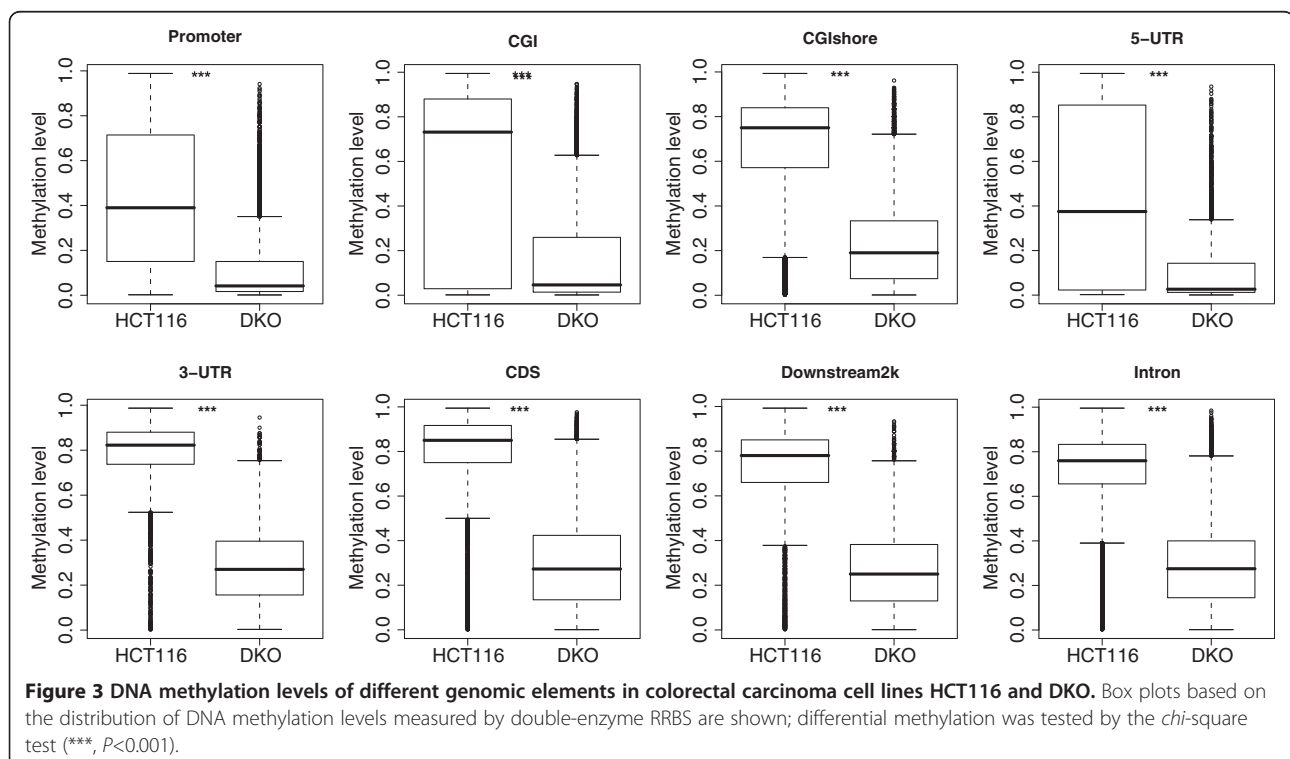 Promoter
CGI
CGIshore
5−UTR
***
***
***
***
***
Methylation level
0.0 0.2 0.4 0.6 0.8 1.0
HCT116 DKO
Methylation level
0.0 0.2 0.4 0.6 0.8 1.0
HCT116 DKO
Methylation level
0.0 0.2 0.4 0.6 0.8 1.0
HCT116 DKO
Methylation level
0.0 0.2 0.4 0.6 0.8 1.0
HCT116 DKO
3−UTR
CDS
Downstream2k
Intron
***
***
***
***
Methylation level
0.0 0.2 0.4 0.6 0.8 1.0
HCT116 DKO
Methylation level
0.0 0.2 0.4 0.6 0.8 1.0
HCT116 DKO
Methylation level
0.0 0.2 0.4 0.6 0.8 1.0
HCT116 DKO
Methylation level
0.0 0.2 0.4 0.6 0.8 1.0
HCT116 DKO
Figure 3 DNA methylation levels of different genomic elements in colorectal carcinoma cell lines HCT116 and DKO. Box plots based on
the distribution of DNA methylation levels measured by double-enzyme RRBS are shown; differential methylation was tested by the chi-square
test (***, P<0.001).